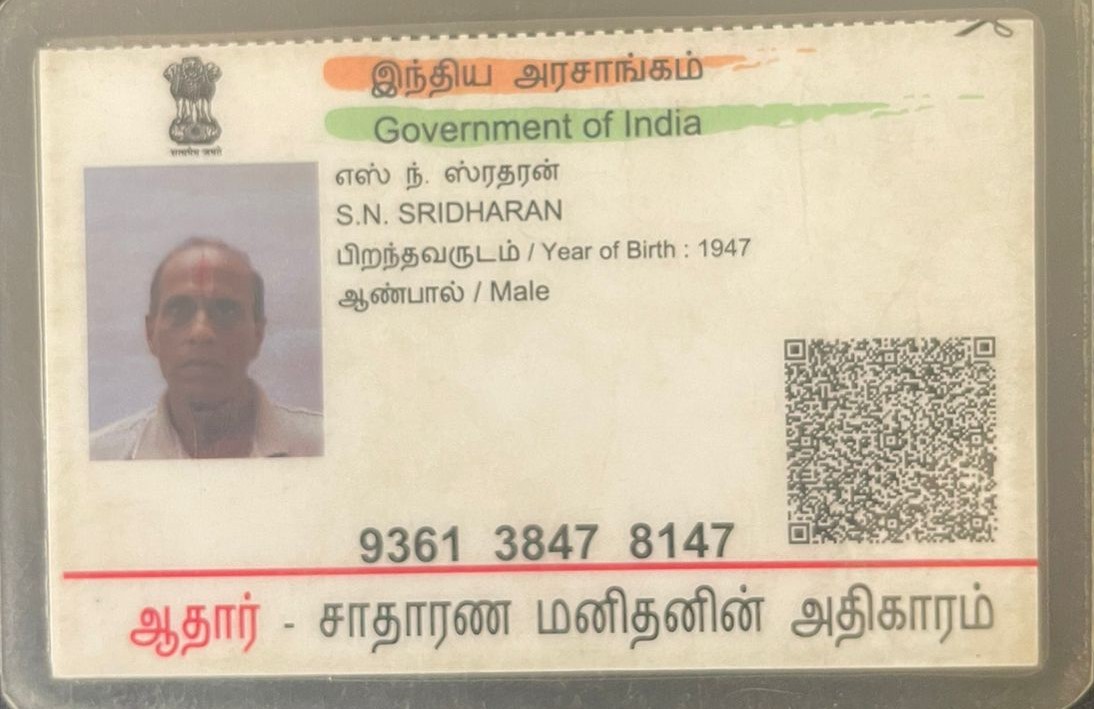 இந்திய அரசாங்கம்
Government of India
सत्यमेव जयते
எஸ் ந். ஸ்ரதரன்
S.N. SRIDHARAN
பிறந்தவருடம் / Year of Birth : 1947
ஆண்பால் / Male
9361 3847 8147
ஆதார் - சாதாரண மனிதனின் அதிகாரம்